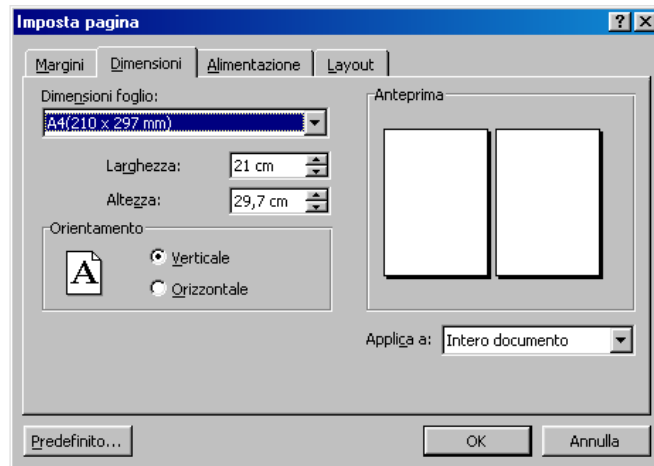 Imposta pagina
Margini Dimensioni Alimentazione Layout
Dimensioni foglio:
A4(210 x 297 mm)
Larghezza: 21 cm
Altezza: 29,7 cm
Orientamento
A
Verticale
Orizzontale
Anteprima
Applica a: Intero documento
Predefinito... OK Annulla